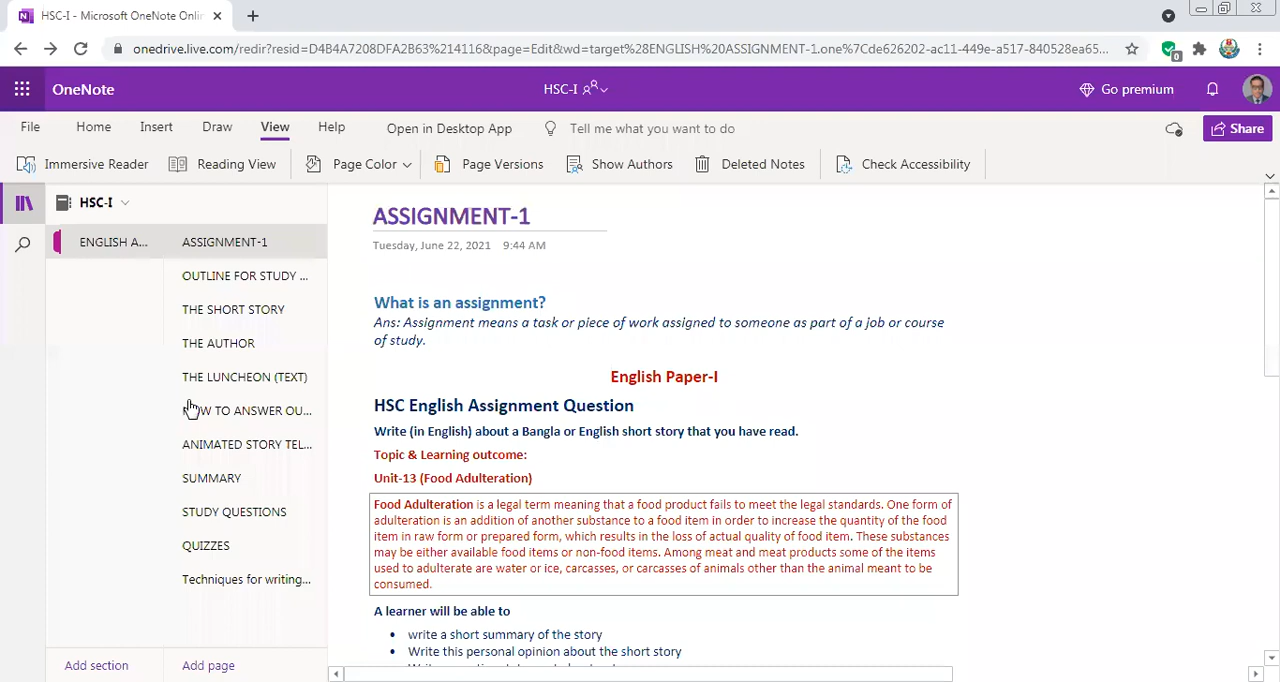 HSC-I - Microsoft OneNote Onlin
onedrive.live.com/redir?resid=D4B4A7208DFA2B63%214116&page=Edit&wd=target%28ENGLISH%20ASSIGNMENT-1.one%7Cde626202-ac11-449e-a517-840528ea65...
0
OneNote
HSC-I
Go premium
File
Home
Insert
Draw
View
Help
Open in Desktop App
Tell me what you want to do
Share
Immersive Reader
Reading View
Page Color
Page Versions
Show Authors
Deleted Notes
Check Accessibility
HSC-I
ENGLISH A...
ASSIGNMENT-1
OUTLINE FOR STUDY ...
THE SHORT STORY
THE AUTHOR
THE LUNCHEON (TEXT)
HOW TO ANSWER OU...
ANIMATED STORY TEL...
SUMMARY
STUDY QUESTIONS
QUIZZES
Techniques for writing...
Add section
Add page
ASSIGNMENT-1
Tuesday, June 22, 2021 9:44 AM
What is an assignment?
Ans: Assignment means a task or piece of work assigned to someone as part of a job or course
of study.
English Paper-I
HSC English Assignment Question
Write (in English) about a Bangla or English short story that you have read.
Topic & Learning outcome:
Unit-13 (Food Adulteration)
Food Adulteration is a legal term meaning that a food product fails to meet the legal standards. One form of
adulteration is an addition of another substance to a food item in order to increase the quantity of the food
item in raw form or prepared form, which results in the loss of actual quality of food item. These substances
may be either available food items or non-food items. Among meat and meat products some of the items
used to adulterate are water or ice, carcasses, or carcasses of animals other than the animal meant to be
consumed.
A learner will be able to
• write a short summary of the story
• Write this personal opinion about the short story